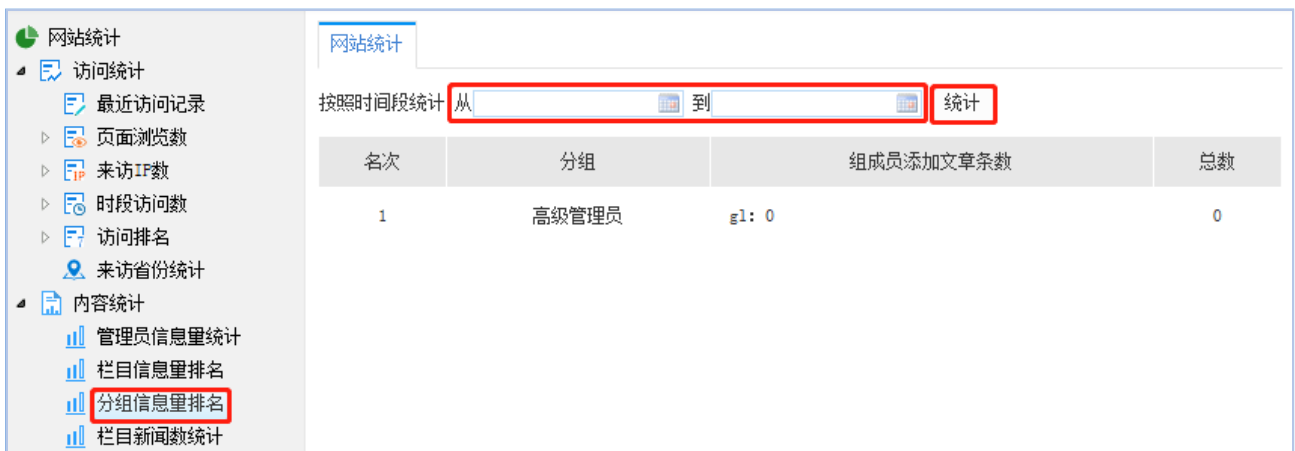 网站统计
访问统计
最近访问记录
页面浏览数
来访IP数
时段访问数
访问排名
来访省份统计
内容统计
管理员信息量统计
栏目信息量排名
分组信息量排名
栏目新闻数统计
网站统计
按照时间段统计 从 到 统计
名次 分组 组成员添加文章条数 总数
1 高级管理员 gl: 0 0